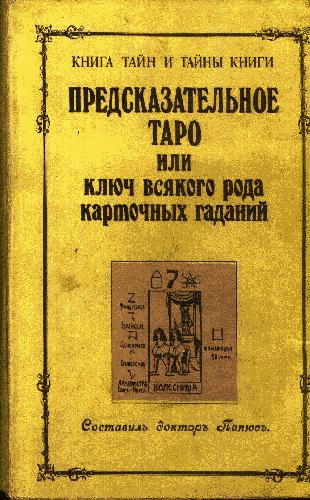 КНИГА ТАЙН И ТАЙНЫ КНИГИ
ПРЕДСКАЗАТЕЛЬНОЕ
ТАРО
или
ключ всякого рода
карточных гаданий
7
КОЛЕСНИЦА
Составилъ докторъ Папюсъ.